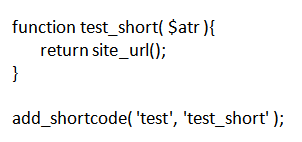 function test_short( $atr ){
return site_url();
}
add_shortcode( 'test', 'test_short' );